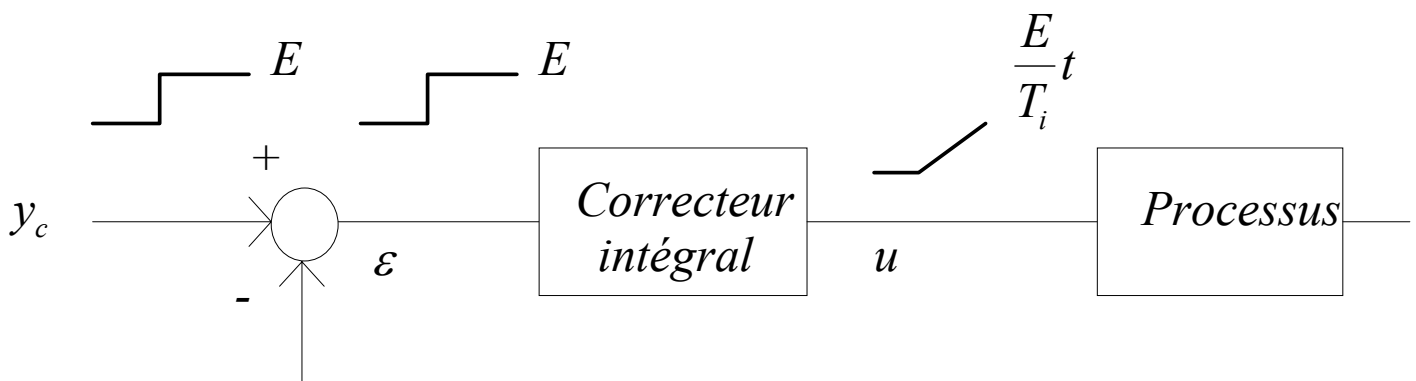 E
E
E/T_i t
+
y_c
Correcteur
intégral
Processus
-
ε
u